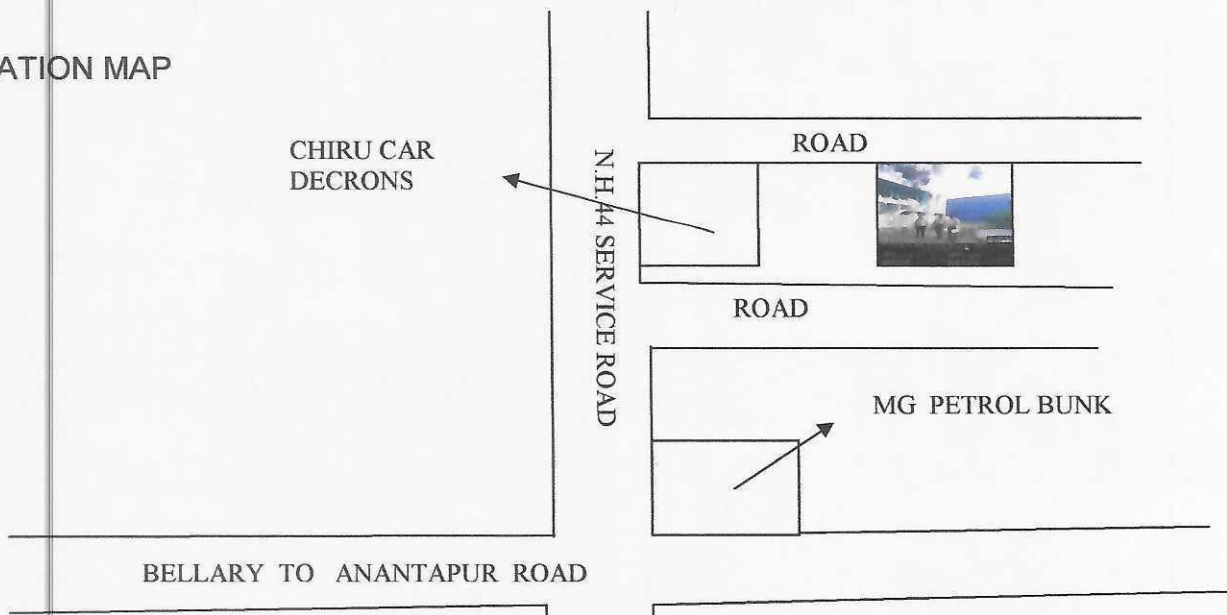 ATION MAP
CHIRU CAR
DECRONS
ROAD
N.H.44 SERVICE ROAD
ROAD
MG PETROL BUNK
BELLARY TO ANANTAPUR ROAD